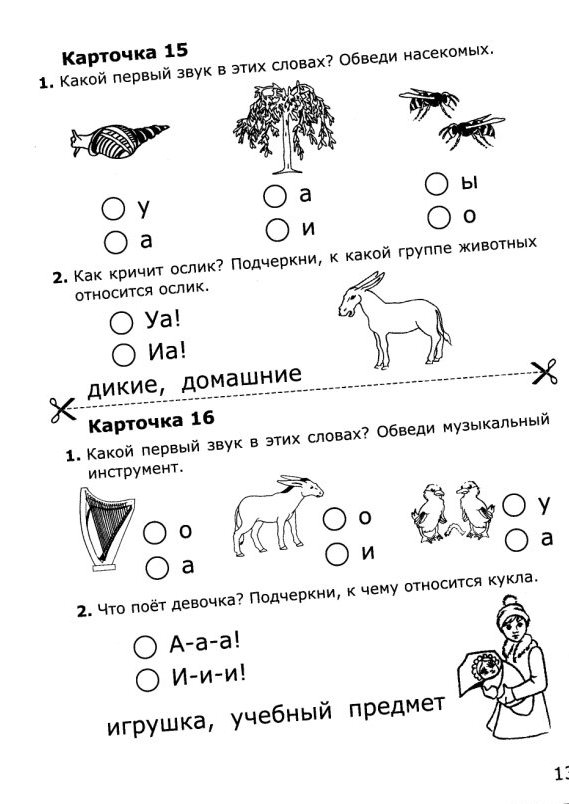 Карточка 15
1. Какой первый звук в этих словах? Обведи насекомых.
у
а
а
и
ы
о
2. Как кричит ослик? Подчеркни, к какой группе животных
относится ослик.
Уа!
Иа!
дикие, домашние
Карточка 16
1. Какой первый звук в этих словах? Обведи музыкальный
инструмент.
о
а
о
и
у
а
2. Что поёт девочка? Подчеркни, к чему относится кукла.
А-а-а!
И-и-и!
игрушка, учебный предмет